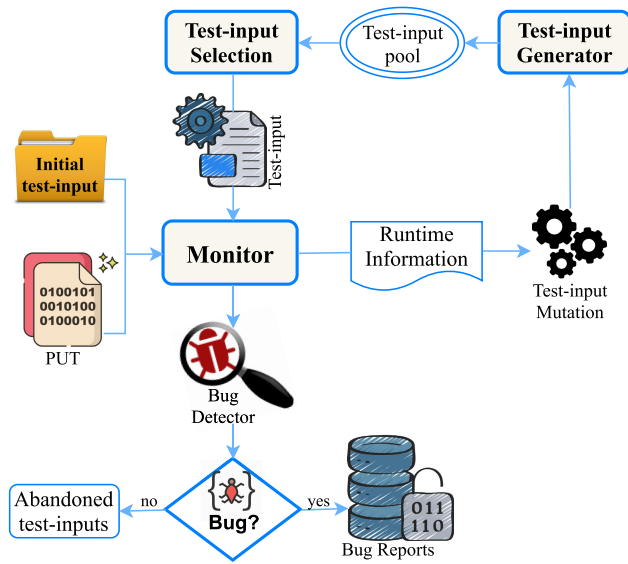 Test-input
Selection
Test-input
pool
Test-input
Generator
Test-input
Initial
test-input
Monitor
Runtime
Information
0100101
0010100
0100010
PUT
Test-input
Mutation
Bug
Detector
Abandoned
test-inputs
no
Bug?
yes
011
110
Bug Reports